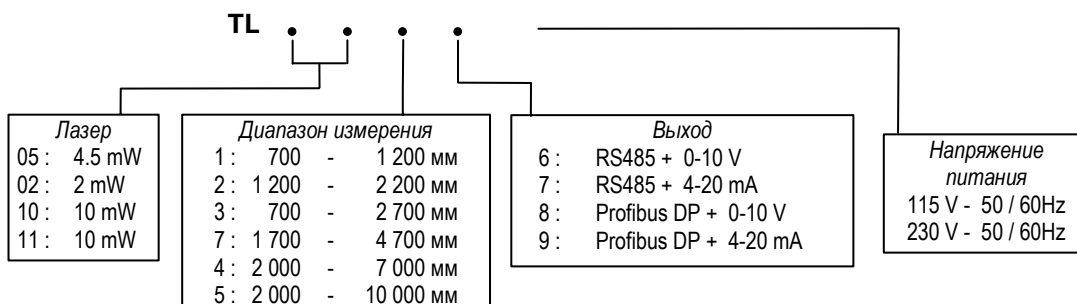 TL
Лазер
05 : 4.5 mW
02 : 2 mW
10 : 10 mW
11 : 10 mW
Диапазон измерения
1 : 700 - 1 200 мм
2 : 1 200 - 2 200 мм
3 : 700 - 2 700 мм
7 : 1 700 - 4 700 мм
4 : 2 000 - 7 000 мм
5 : 2 000 - 10 000 мм
Выход
6 : RS485 + 0-10 V
7 : RS485 + 4-20 mA
8 : Profibus DP + 0-10 V
9 : Profibus DP + 4-20 mA
Напряжение
питания
115 V - 50 / 60Hz
230 V - 50 / 60Hz